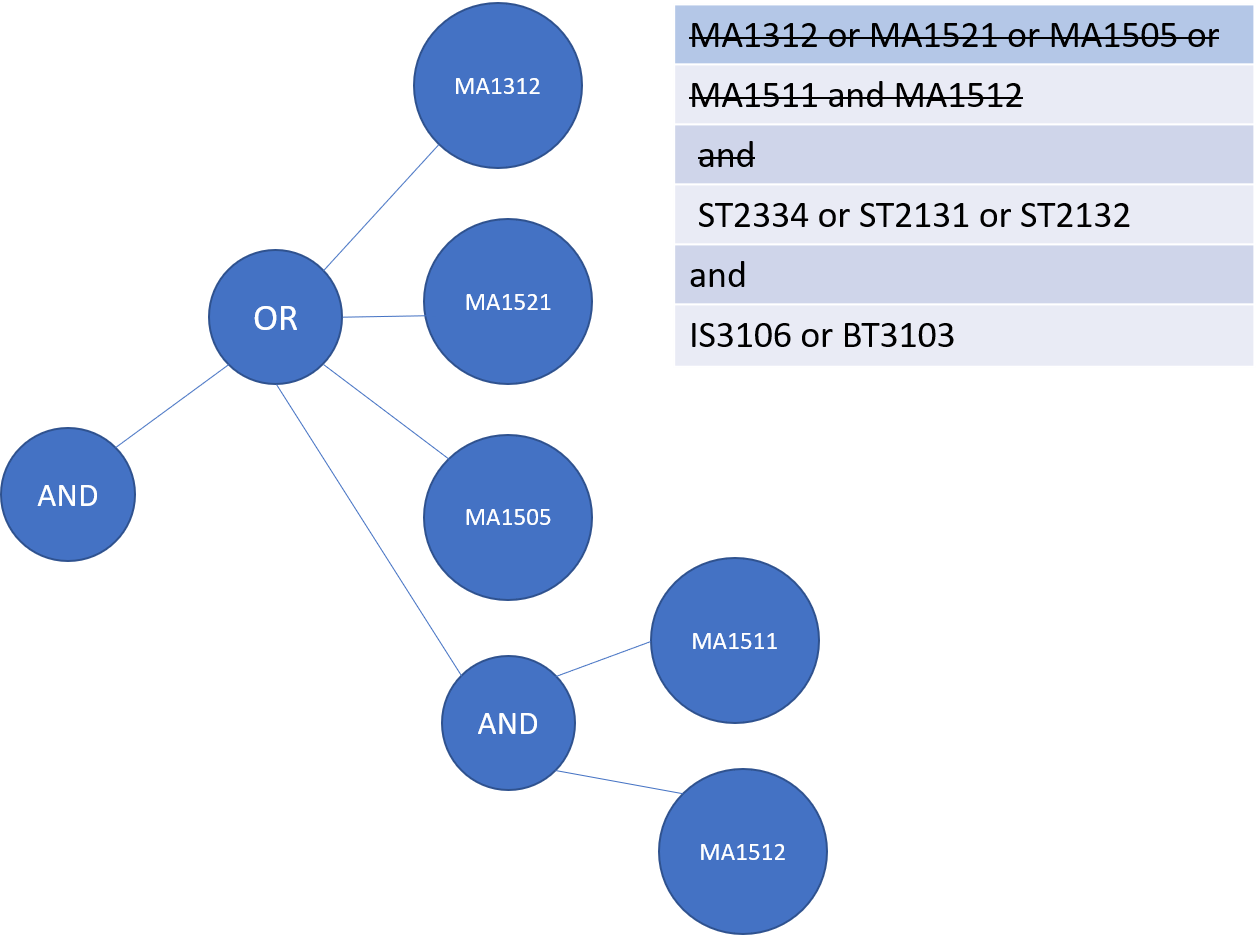 MA1312
MA1521
OR
MA1505
AND
MA1511
AND
MA1512
MA1312 or MA1521 or MA1505 or
MA1511 and MA1512
and
ST2334 or ST2131 or ST2132
and
IS3106 or BT3103